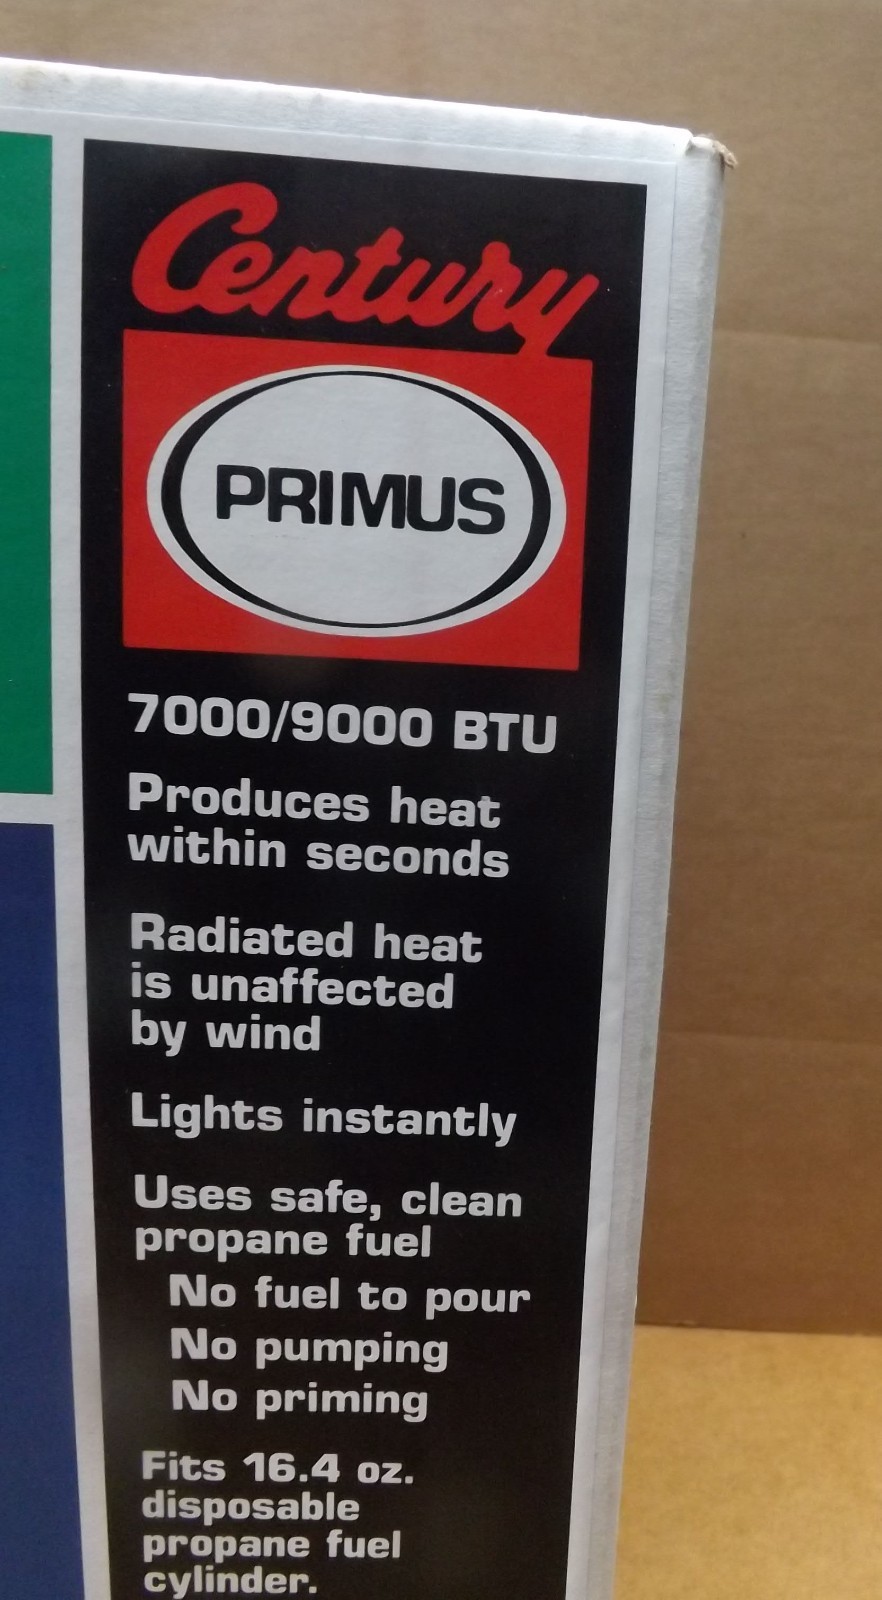 Century
PRIMUS
7000/9000 BTU
Produces heat
within seconds
Radiated heat
is unaffected
by wind
Lights instantly
Uses safe, clean
propane fuel
No fuel to pour
No pumping
No priming
Fits 16.4 oz.
disposable
propane fuel
cylinder.